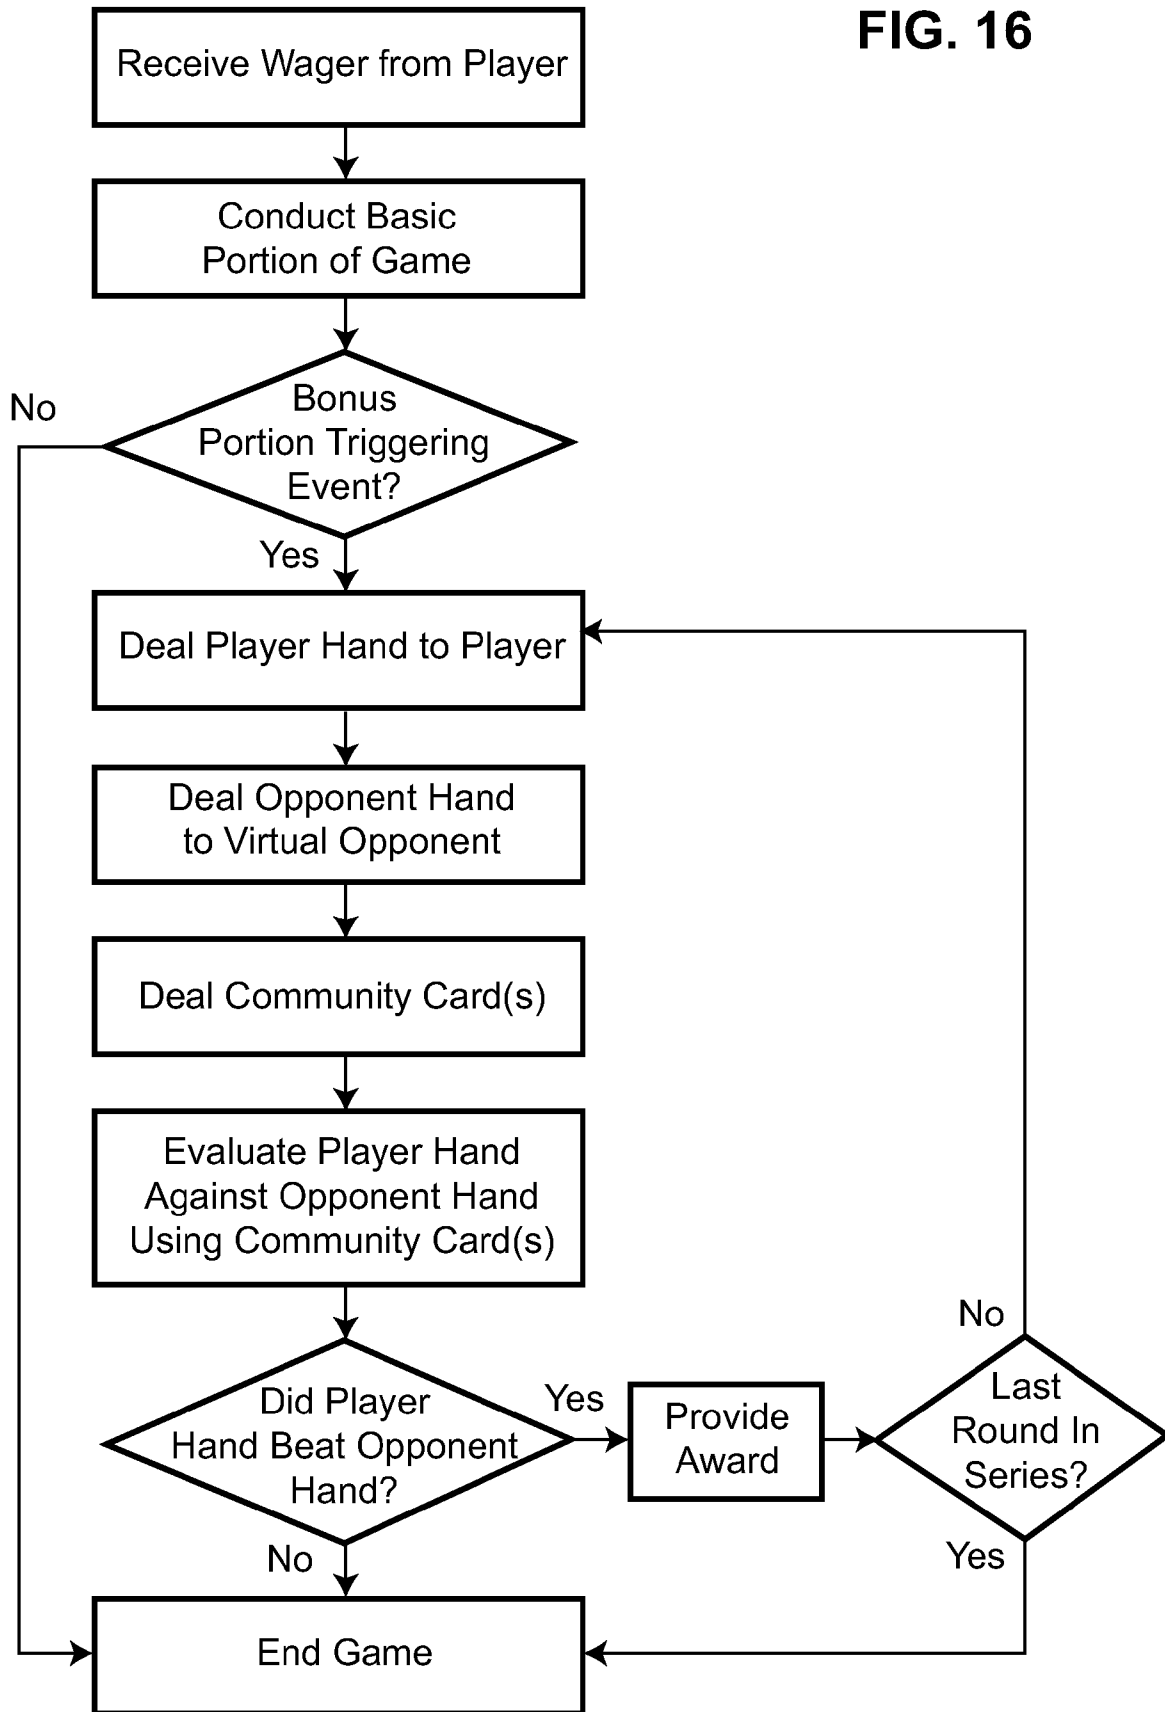 FIG. 16
Receive Wager from Player
Conduct Basic
Portion of Game
Bonus
Portion Triggering
Event?
No
Yes
Deal Player Hand to Player
Deal Opponent Hand
to Virtual Opponent
Deal Community Card(s)
Evaluate Player Hand
Against Opponent Hand
Using Community Card(s)
Did Player
Hand Beat Opponent
Hand?
Yes
Provide
Award
No
Last
Round In
Series?
Yes
No
End Game